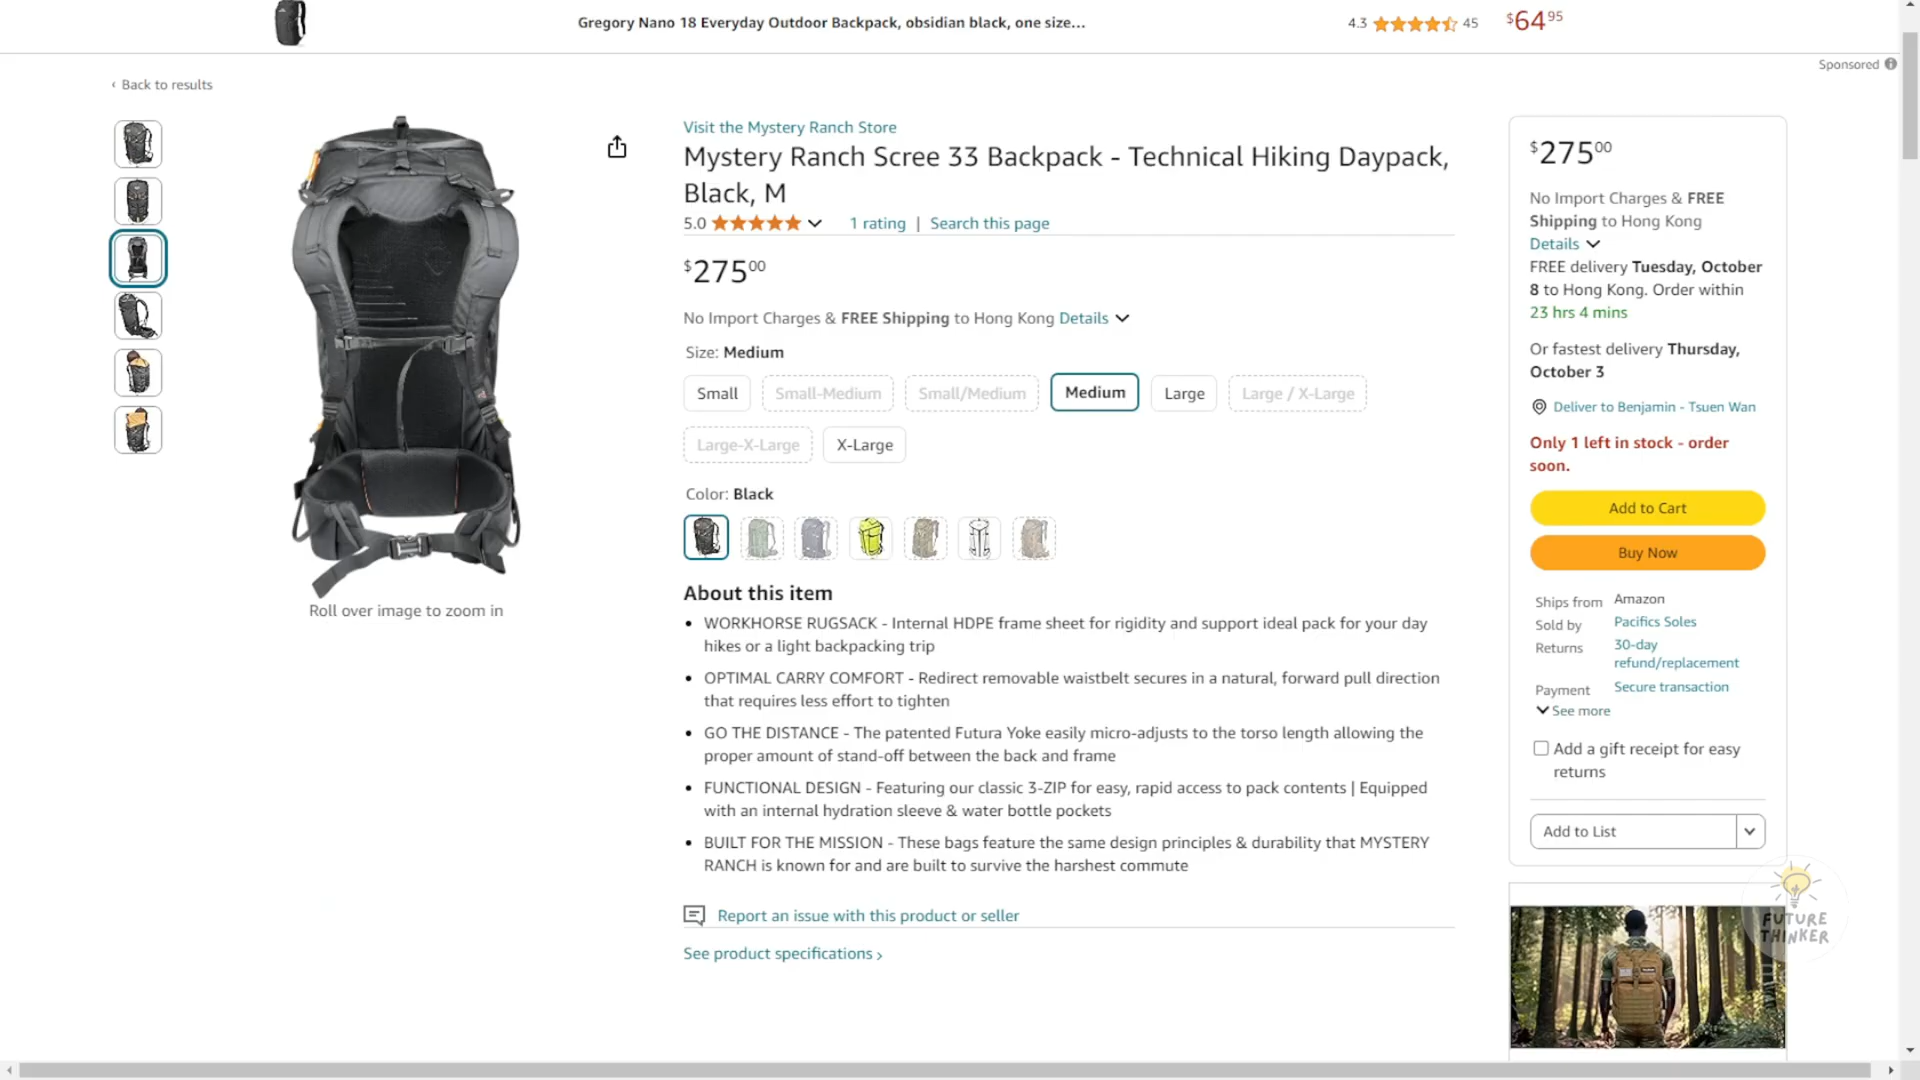 Gregory Nano 18 Everyday Outdoor Backpack, obsidian black, one size...
4.3
45
$64 95
Sponsored
‹ Back to results
Visit the Mystery Ranch Store
Mystery Ranch Scree 33 Backpack - Technical Hiking Daypack,
Black, M
5.0
1 rating | Search this page
$275 00
No Import Charges & FREE Shipping to Hong Kong Details
Size: Medium
Small
Small-Medium
Small/Medium
Medium
Large
Large / X-Large
Large-X-Large
X-Large
Color: Black
Roll over image to zoom in
About this item
• WORKHORSE RUGSACK - Internal HDPE frame sheet for rigidity and support ideal pack for your day
hikes or a light backpacking trip
• OPTIMAL CARRY COMFORT - Redirect removable waistbelt secures in a natural, forward pull direction
that requires less effort to tighten
• GO THE DISTANCE - The patented Futura Yoke easily micro-adjusts to the torso length allowing the
proper amount of stand-off between the back and frame
• FUNCTIONAL DESIGN - Featuring our classic 3-ZIP for easy, rapid access to pack contents | Equipped
with an internal hydration sleeve & water bottle pockets
• BUILT FOR THE MISSION - These bags feature the same design principles & durability that MYSTERY
RANCH is known for and are built to survive the harshest commute
Report an issue with this product or seller
See product specifications ›
$275 00
No Import Charges & FREE
Shipping to Hong Kong
Details
FREE delivery Tuesday, October
8 to Hong Kong. Order within
23 hrs 4 mins
Or fastest delivery Thursday,
October 3
Deliver to Benjamin - Tsuen Wan
Only 1 left in stock - order
soon.
Add to Cart
Buy Now
Ships from Amazon
Sold by Pacifics Soles
Returns 30-day
refund/replacement
Payment Secure transaction
See more
Add a gift receipt for easy
returns
Add to List
FUTURE
THINKER